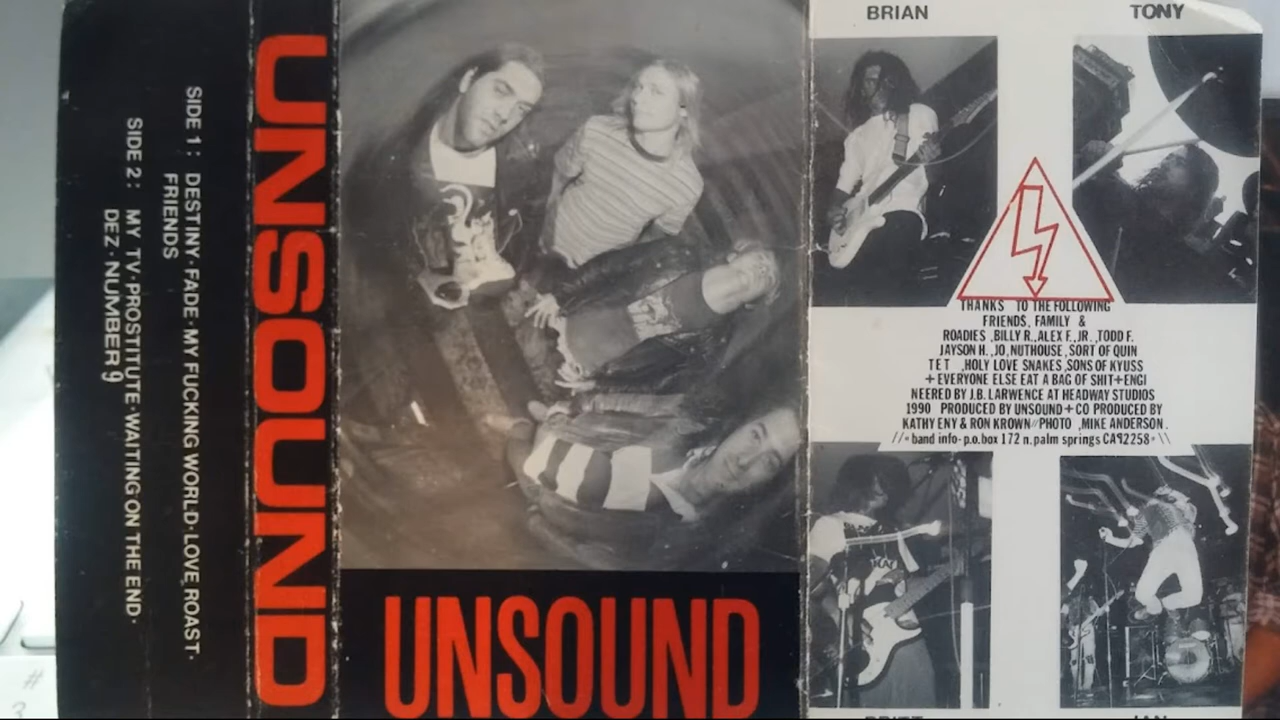 SIDE 1: DESTINY·FADE·MY FUCKING WORLD·LOVE ROAST·
FRIENDS
SIDE 2: MY TV·PROSTITUTE·WAITING ON THE END·
DEZ·NUMBER 9
UNSOUND
UNSOUND
BRIAN
TONY
THANKS TO THE FOLLOWING
FRIENDS, FAMILY &
ROADIES ,BILLY R.,ALEX F.,JR.,TODD F.
JAYSON H.,JO,NUTHOUSE,SORT OF QUIN
TET ,HOLY LOVE SNAKES,SONS OF KYUSS
+ EVERYONE ELSE EAT A BAG OF SHIT+ENGI
NEERED BY J.B. LARWENCE AT HEADWAY STUDIOS
1990 PRODUCED BY UNSOUND+CO PRODUCED BY
KATHY ENY & RON KROWN//PHOTO ,MIKE ANDERSON.
//·band info-p.o.box 172 n.palm springs CA92258·\\
#
3